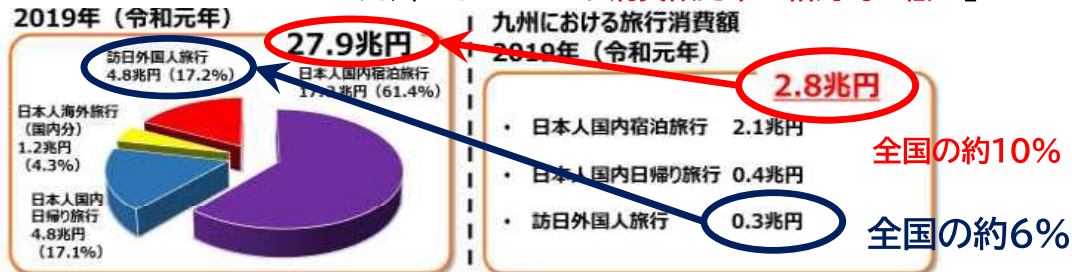 2019年（令和元年）
27.9兆円
訪日外国人旅行
4.8兆円（17.2%）
日本人国内宿泊旅行
兆円（61.4%）
日本人海外旅行
（国内分）
1.2兆円
（4.3%）
日本人国内
日帰り旅行
4.8兆円
（17.1%）
九州における旅行消費額
2019年（令和元年）
2.8兆円
・ 日本人国内宿泊旅行 2.1兆円
全国の約10%
・ 日本人国内日帰り旅行 0.4兆円
・ 訪日外国人旅行 0.3兆円
全国の約6%